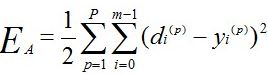 $E_A = \frac{1}{2} \sum_{p=1}^{P} \sum_{i=0}^{m-1} (d_i^{(p)} - y_i^{(p)})^2$